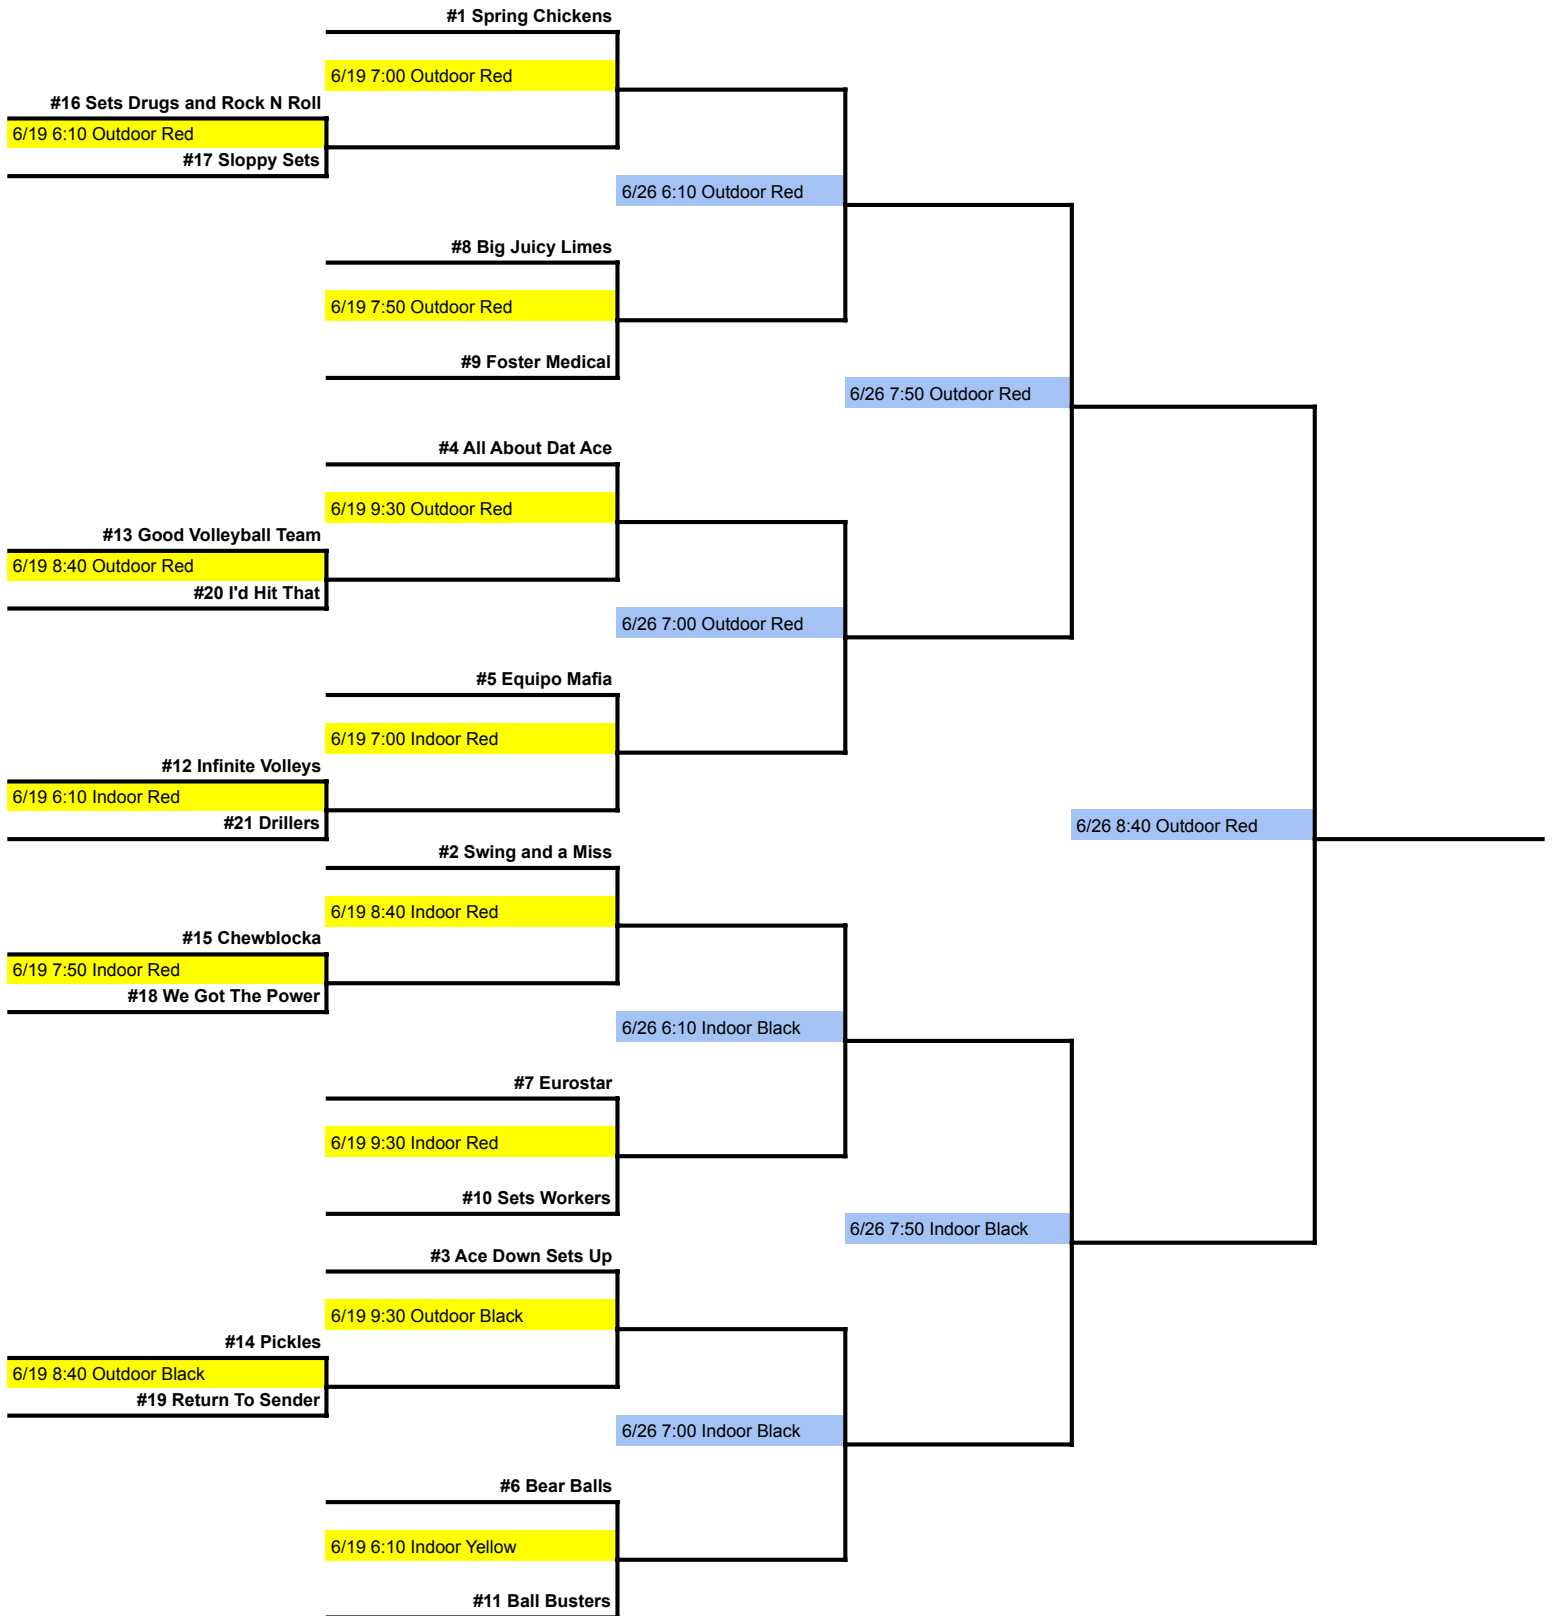 #1 Spring Chickens
6/19 7:00 Outdoor Red
#16 Sets Drugs and Rock N Roll
6/19 6:10 Outdoor Red
#17 Sloppy Sets
6/26 6:10 Outdoor Red
#8 Big Juicy Limes
6/19 7:50 Outdoor Red
#9 Foster Medical
6/26 7:50 Outdoor Red
#4 All About Dat Ace
6/19 9:30 Outdoor Red
#13 Good Volleyball Team
6/19 8:40 Outdoor Red
#20 I'd Hit That
6/26 7:00 Outdoor Red
#5 Equipo Mafia
6/19 7:00 Indoor Red
#12 Infinite Volleys
6/19 6:10 Indoor Red
#21 Drillers
6/26 8:40 Outdoor Red
#2 Swing and a Miss
6/19 8:40 Indoor Red
#15 Chewblocka
6/19 7:50 Indoor Red
#18 We Got The Power
6/26 6:10 Indoor Black
#7 Eurostar
6/19 9:30 Indoor Red
#10 Sets Workers
6/26 7:50 Indoor Black
#3 Ace Down Sets Up
6/19 9:30 Outdoor Black
#14 Pickles
6/19 8:40 Outdoor Black
#19 Return To Sender
6/26 7:00 Indoor Black
#6 Bear Balls
6/19 6:10 Indoor Yellow
#11 Ball Busters